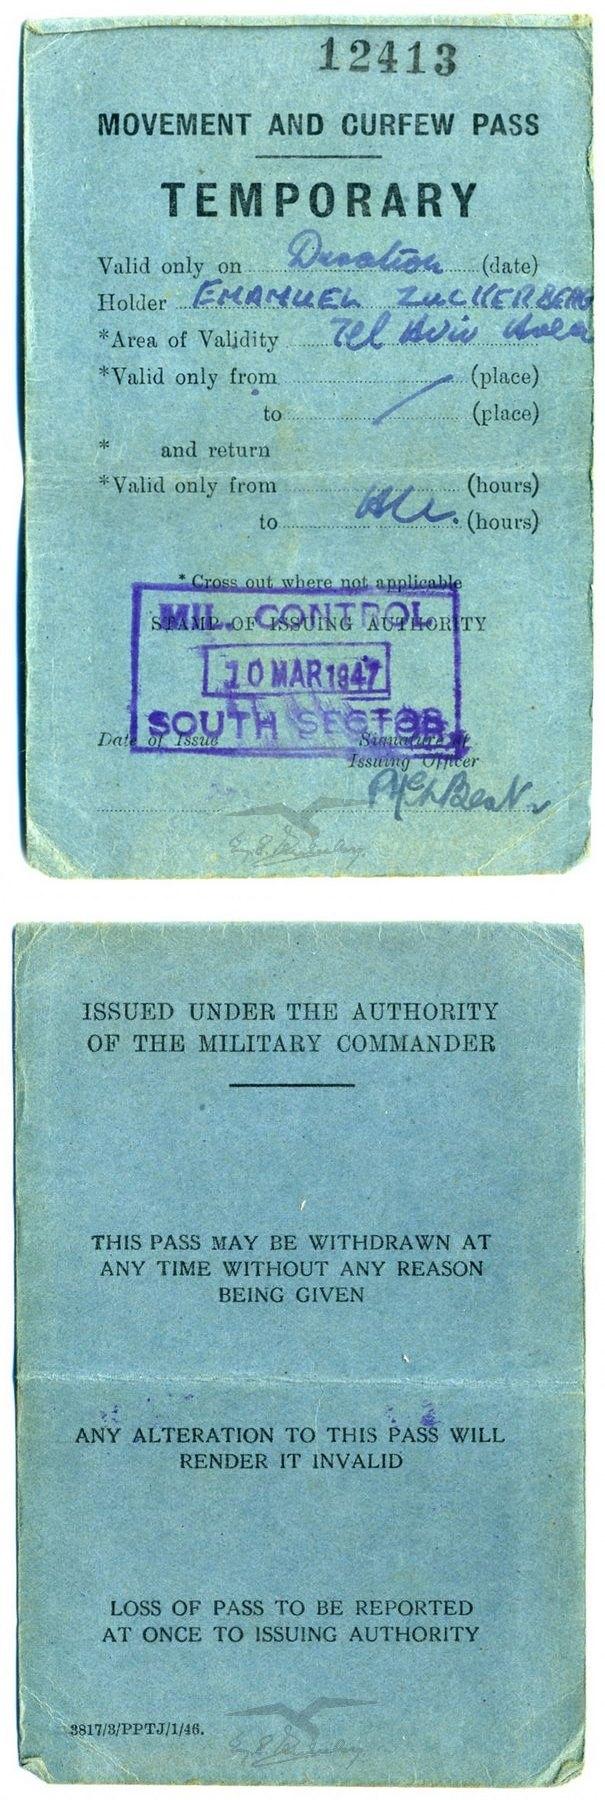 12413
MOVEMENT AND CURFEW PASS
TEMPORARY
Valid only on Duration (date)
Holder EMANUEL ZUCKERBERG
*Area of Validity Tel Aviv Area
*Valid only from (place)
to (place)
* and return
*Valid only from (hours)
to All. (hours)
* Cross out where not applicable
MIL. CONTROL
STAMP OF ISSUING AUTHORITY
10 MAR 1947
SOUTH SECTOR
Date of Issue Signature of
Issuing Officer
ISSUED UNDER THE AUTHORITY
OF THE MILITARY COMMANDER
THIS PASS MAY BE WITHDRAWN AT
ANY TIME WITHOUT ANY REASON
BEING GIVEN
ANY ALTERATION TO THIS PASS WILL
RENDER IT INVALID
LOSS OF PASS TO BE REPORTED
AT ONCE TO ISSUING AUTHORITY
3817/3/PPTJ/1/46.